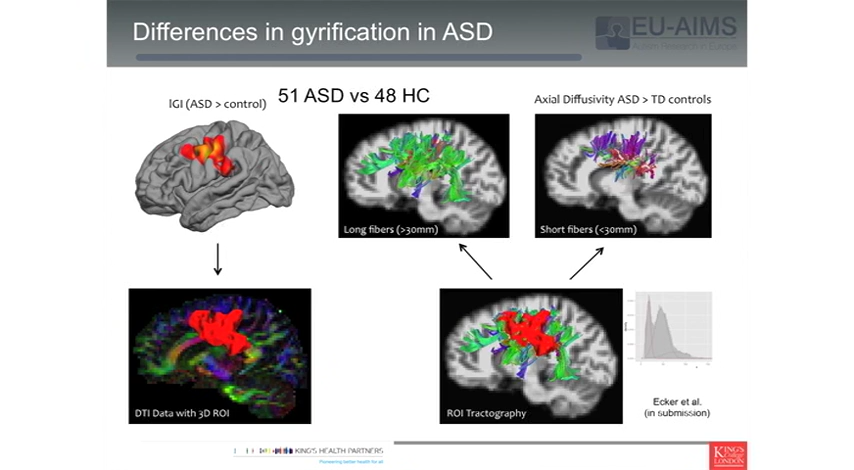 Differences in gyrification in ASD
EU-AIMS
Autism Research in Europe
lGI (ASD > control)
51 ASD vs 48 HC
Axial Diffusivity ASD > TD controls
Long fibers (>30mm)
Short fibers (<30mm)
DTI Data with 3D ROI
ROI Tractography
Ecker et al.
(in submission)
KING'S HEALTH PARTNERS
Pioneering better health for all
KING'S
College
LONDON